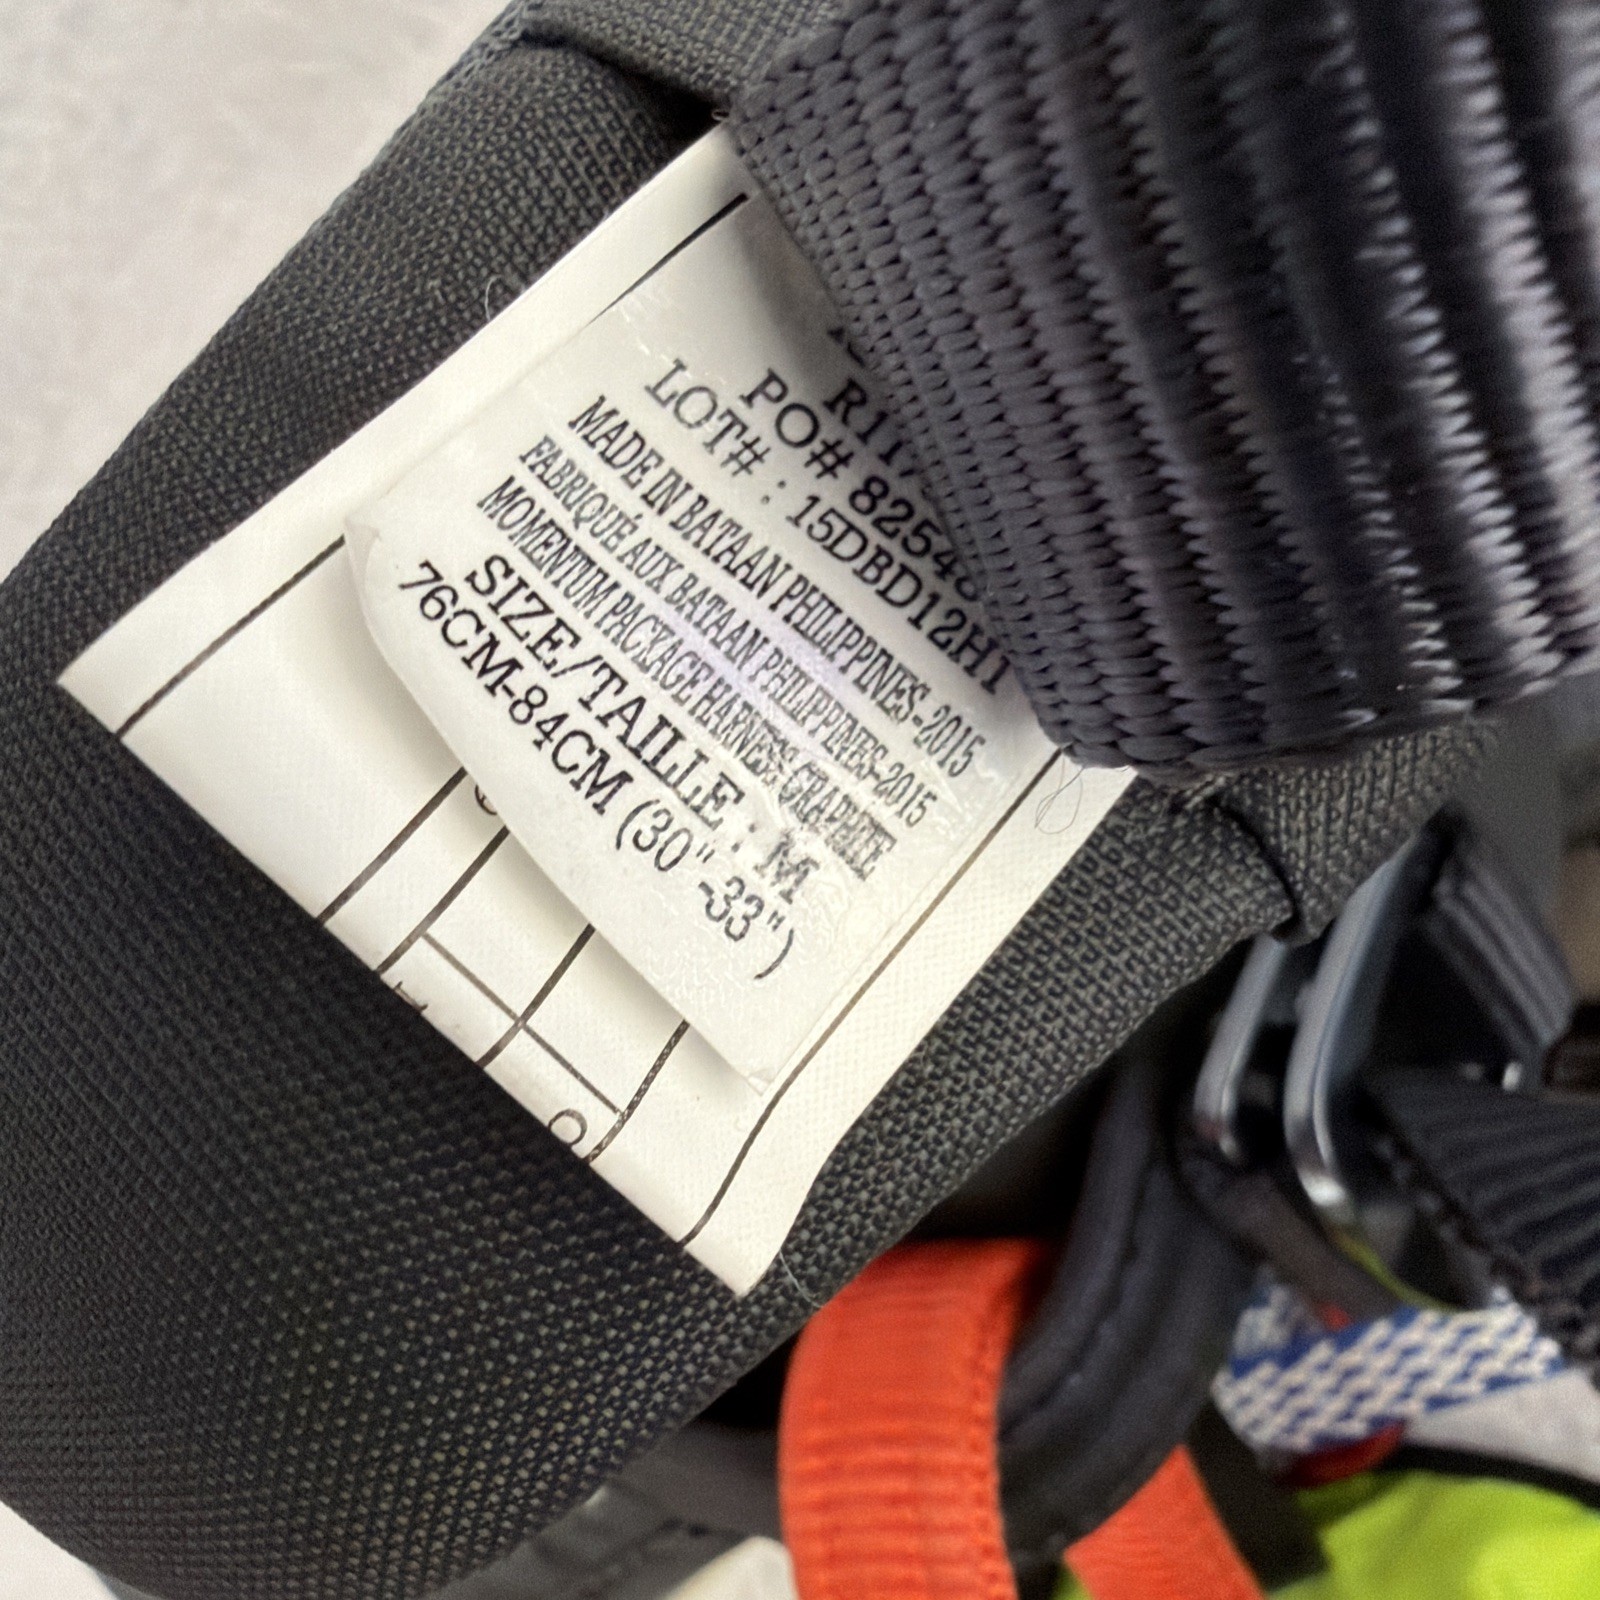 PO# 82548
LOT# : 15DBD12H1
MADE IN BATAAN PHILIPPINES-2015
FABRIQUÉ AUX BATAAN PHILIPPINES-2015
MOMENTUM PACKAGE HARNESS GRAPHITE
SIZE/TAILLE : M
76CM-84CM (30"-33")